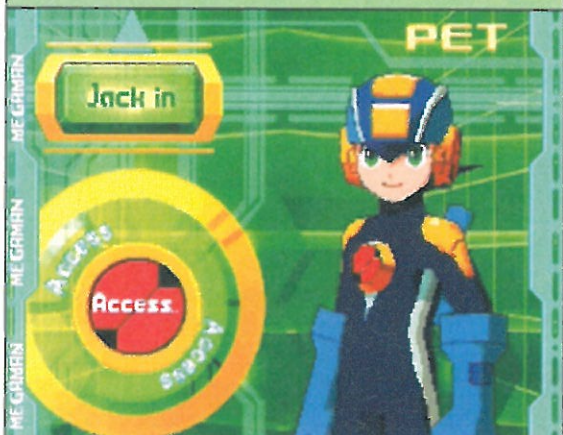 PET
Jack in
MEGAMAN
MEGAMAN
MEGAMAN
Access
Access
Access